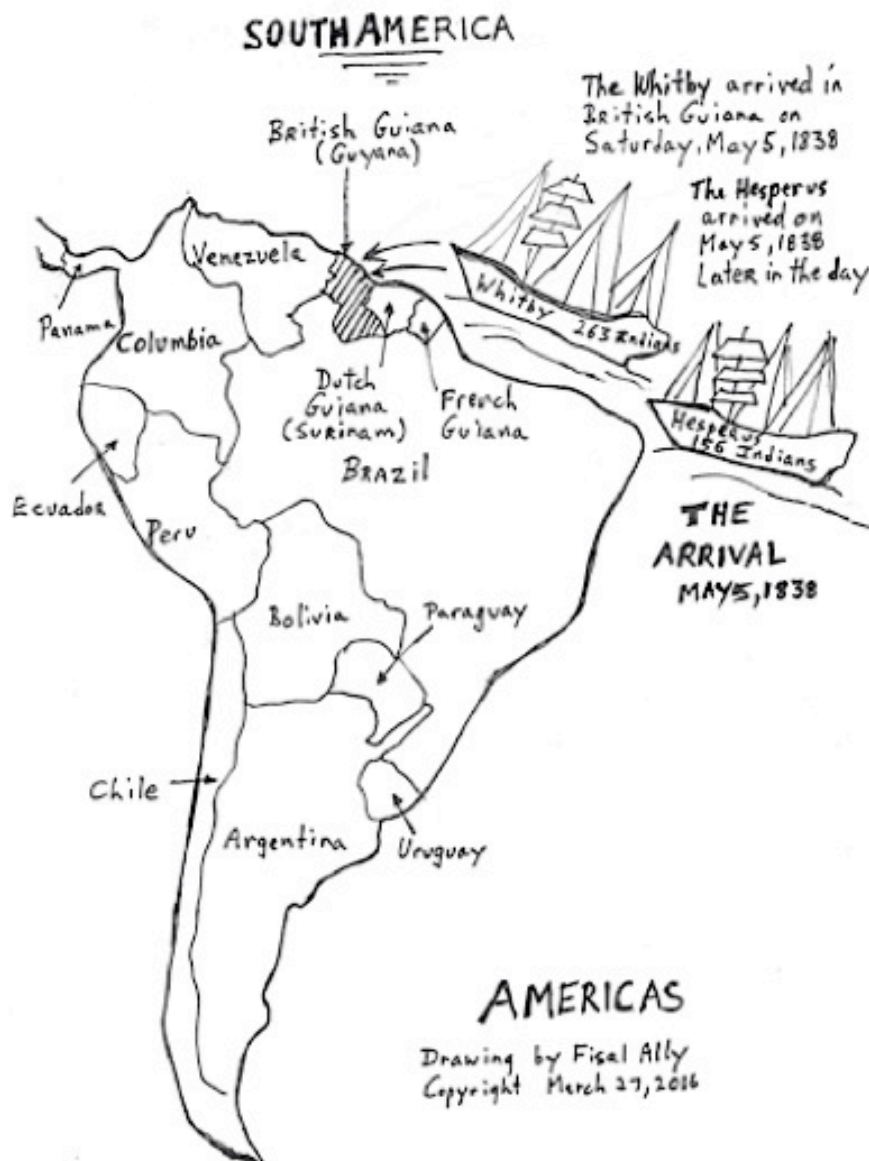 SOUTH AMERICA
The Whitby arrived in
British Guiana on
Saturday, May 5, 1838
British Guiana
(Guyana)
The Hesperus
arrived on
May 5, 1838
Later in the day
Venezuela
Whitby 263 Indians
Panama
Columbia
Dutch
Guiana
(Surinam)
French
Guiana
Hesperus
156 Indians
Brazil
Ecuador
Peru
THE
ARRIVAL
MAY 5, 1838
Bolivia
Paraguay
Chile
Argentina
Uruguay
AMERICAS
Drawing by Fisal Ally
Copyright March 27, 2016